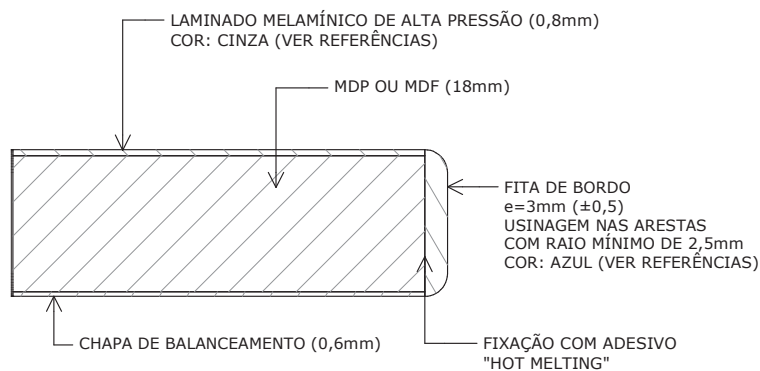 LAMINADO MELAMÍNICO DE ALTA PRESSÃO (0,8mm)
COR: CINZA (VER REFERÊNCIAS)
MDP OU MDF (18mm)
FITA DE BORDO
e=3mm (±0,5)
USINAGEM NAS ARESTAS
COM RAIO MÍNIMO DE 2,5mm
COR: AZUL (VER REFERÊNCIAS)
CHAPA DE BALANCEAMENTO (0,6mm)
FIXAÇÃO COM ADESIVO
"HOT MELTING"